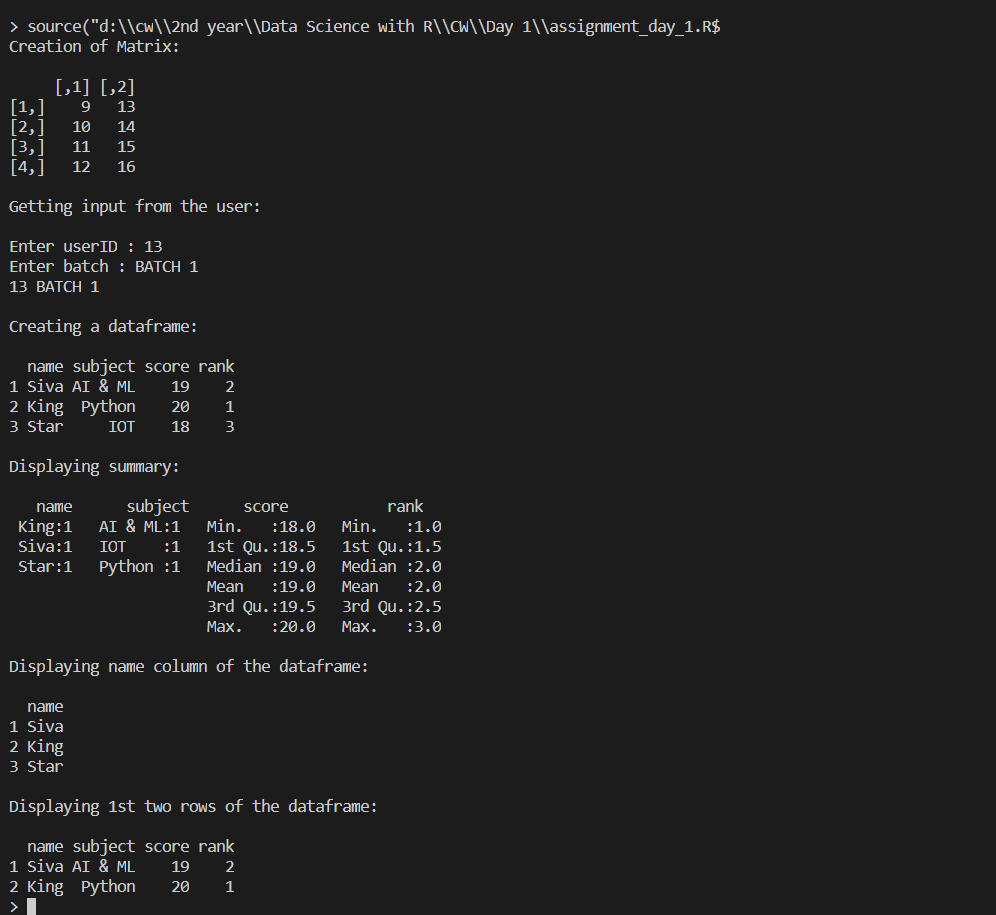 > source("d:\\cw\\2nd year\\Data Science with R\\CW\\Day 1\\assignment_day_1.R$
Creation of Matrix:
     [,1] [,2]
[1,]    9   13
[2,]   10   14
[3,]   11   15
[4,]   12   16
Getting input from the user:
Enter userID : 13
Enter batch : BATCH 1
13 BATCH 1
Creating a dataframe:
  name subject score rank
1 Siva AI & ML    19    2
2 King  Python    20    1
3 Star     IOT    18    3
Displaying summary:
   name      subject      score           rank
 King:1   AI & ML:1   Min.   :18.0   Min.   :1.0
 Siva:1   IOT    :1   1st Qu.:18.5   1st Qu.:1.5
 Star:1   Python :1   Median :19.0   Median :2.0
                      Mean   :19.0   Mean   :2.0
                      3rd Qu.:19.5   3rd Qu.:2.5
                      Max.   :20.0   Max.   :3.0
Displaying name column of the dataframe:
  name
1 Siva
2 King
3 Star
Displaying 1st two rows of the dataframe:
  name subject score rank
1 Siva AI & ML    19    2
2 King  Python    20    1
>